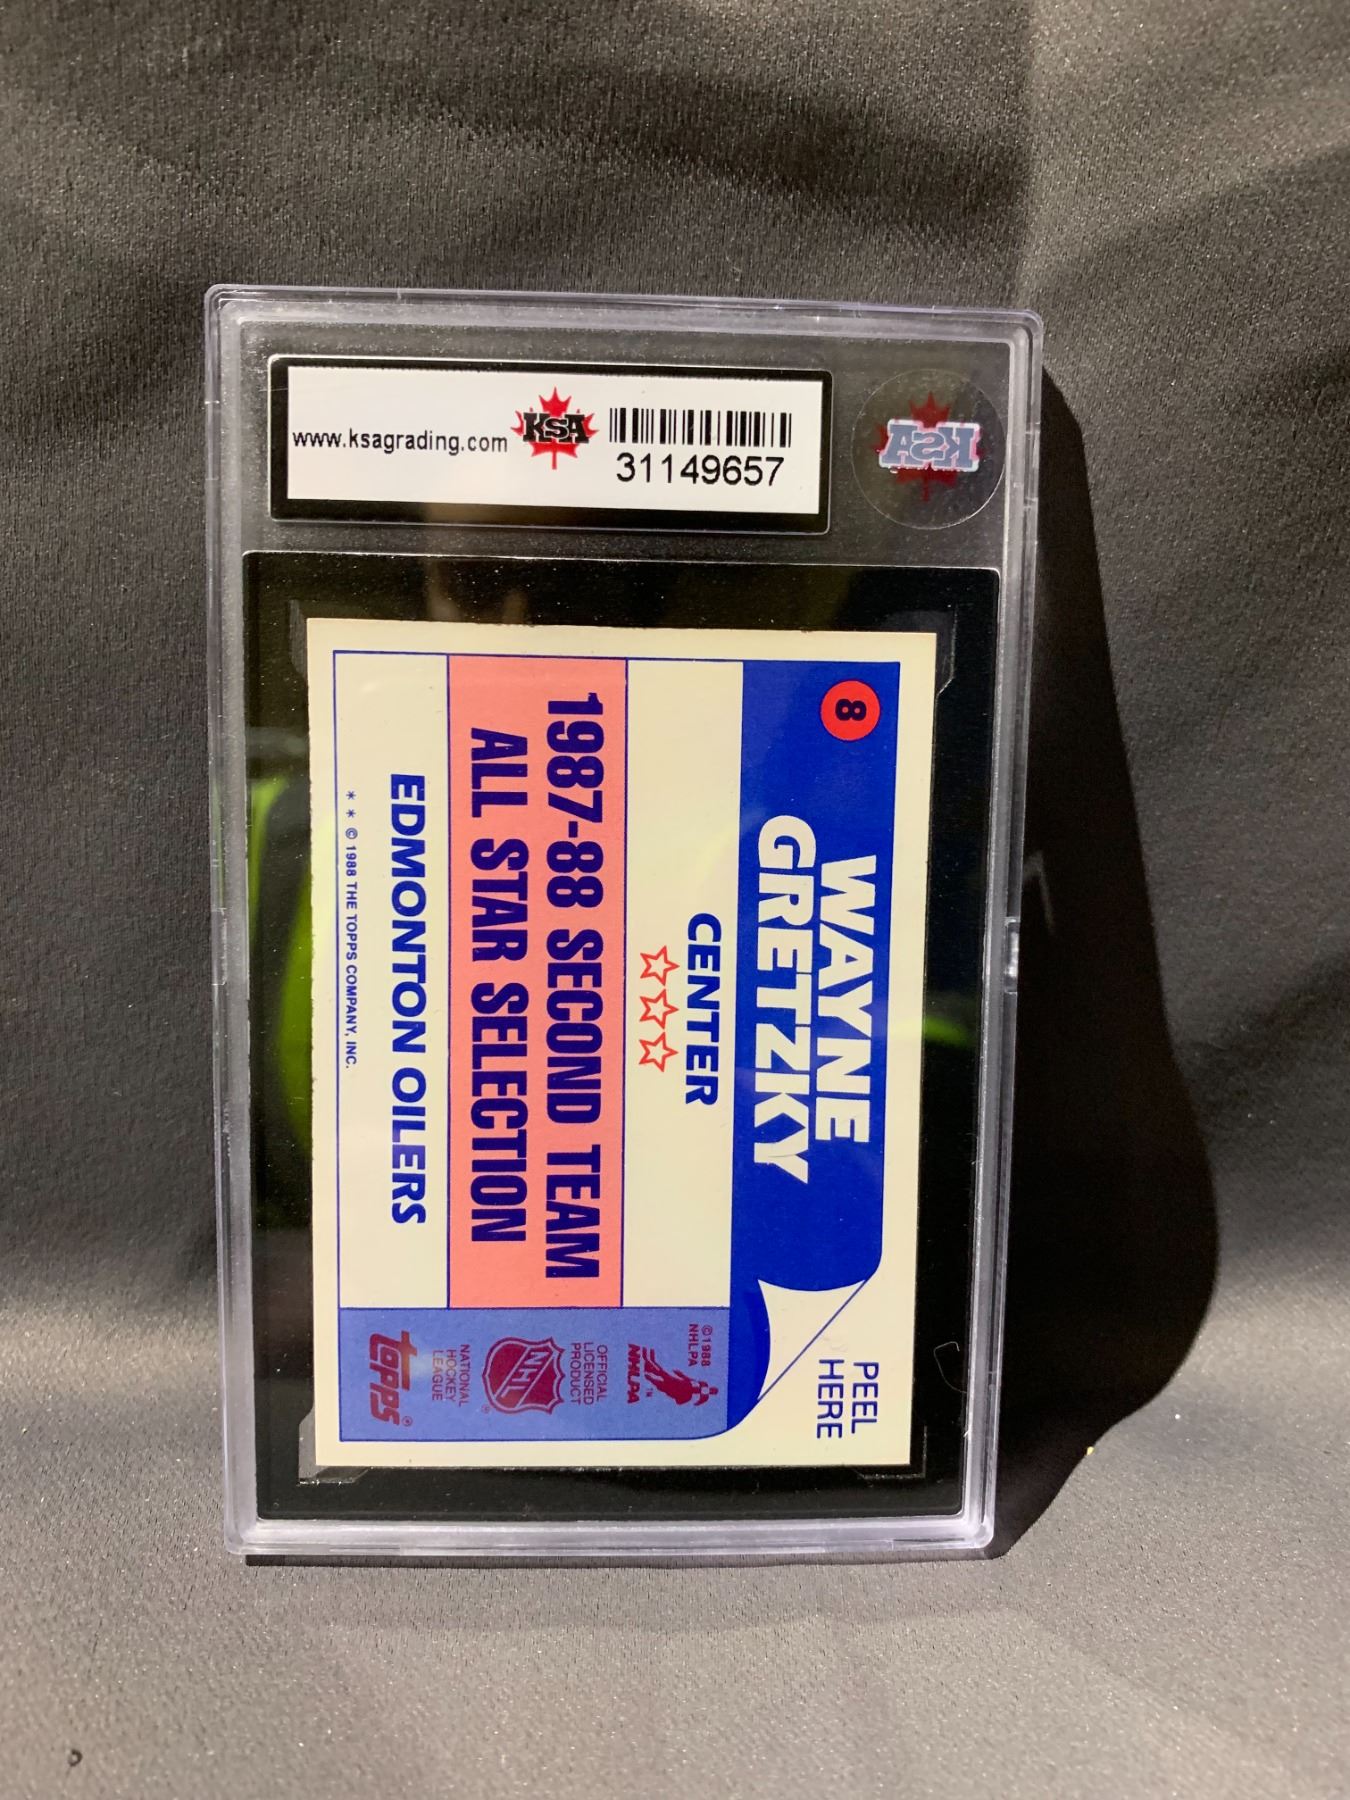 www.ksagrading.com
KSA
31149657
KSA
8
WAYNE
GRETZKY
PEEL
HERE
CENTER
1987-88 SECOND TEAM
ALL STAR SELECTION
EDMONTON OILERS
* * © 1988 THE TOPPS COMPANY, INC.
©1988
NHLPA
NHLPA
TM
OFFICIAL
LICENSED
PRODUCT
NHL
®
NATIONAL
HOCKEY
LEAGUE
topps®